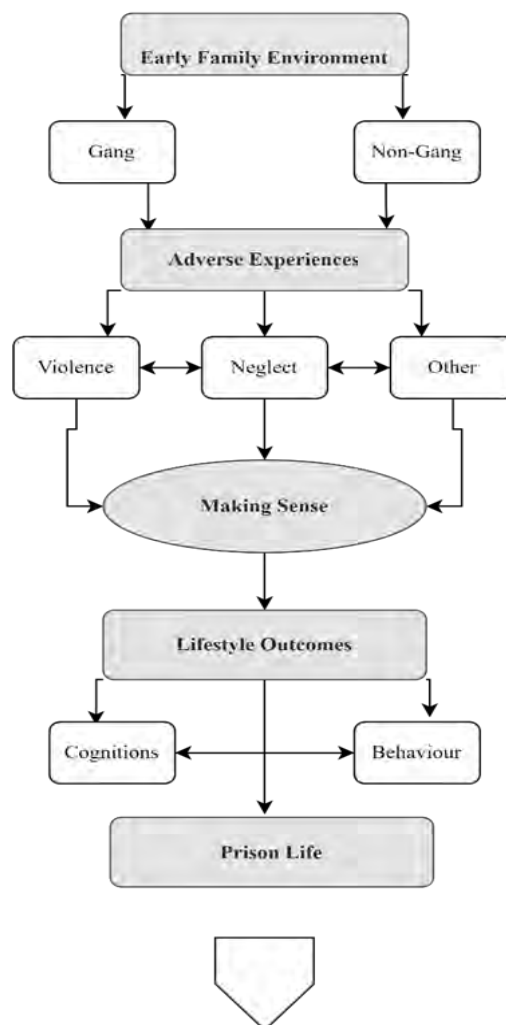 Early Family Environment
Gang
Non-Gang
Adverse Experiences
Violence
Neglect
Other
Making Sense
Lifestyle Outcomes
Cognitions
Behaviour
Prison Life